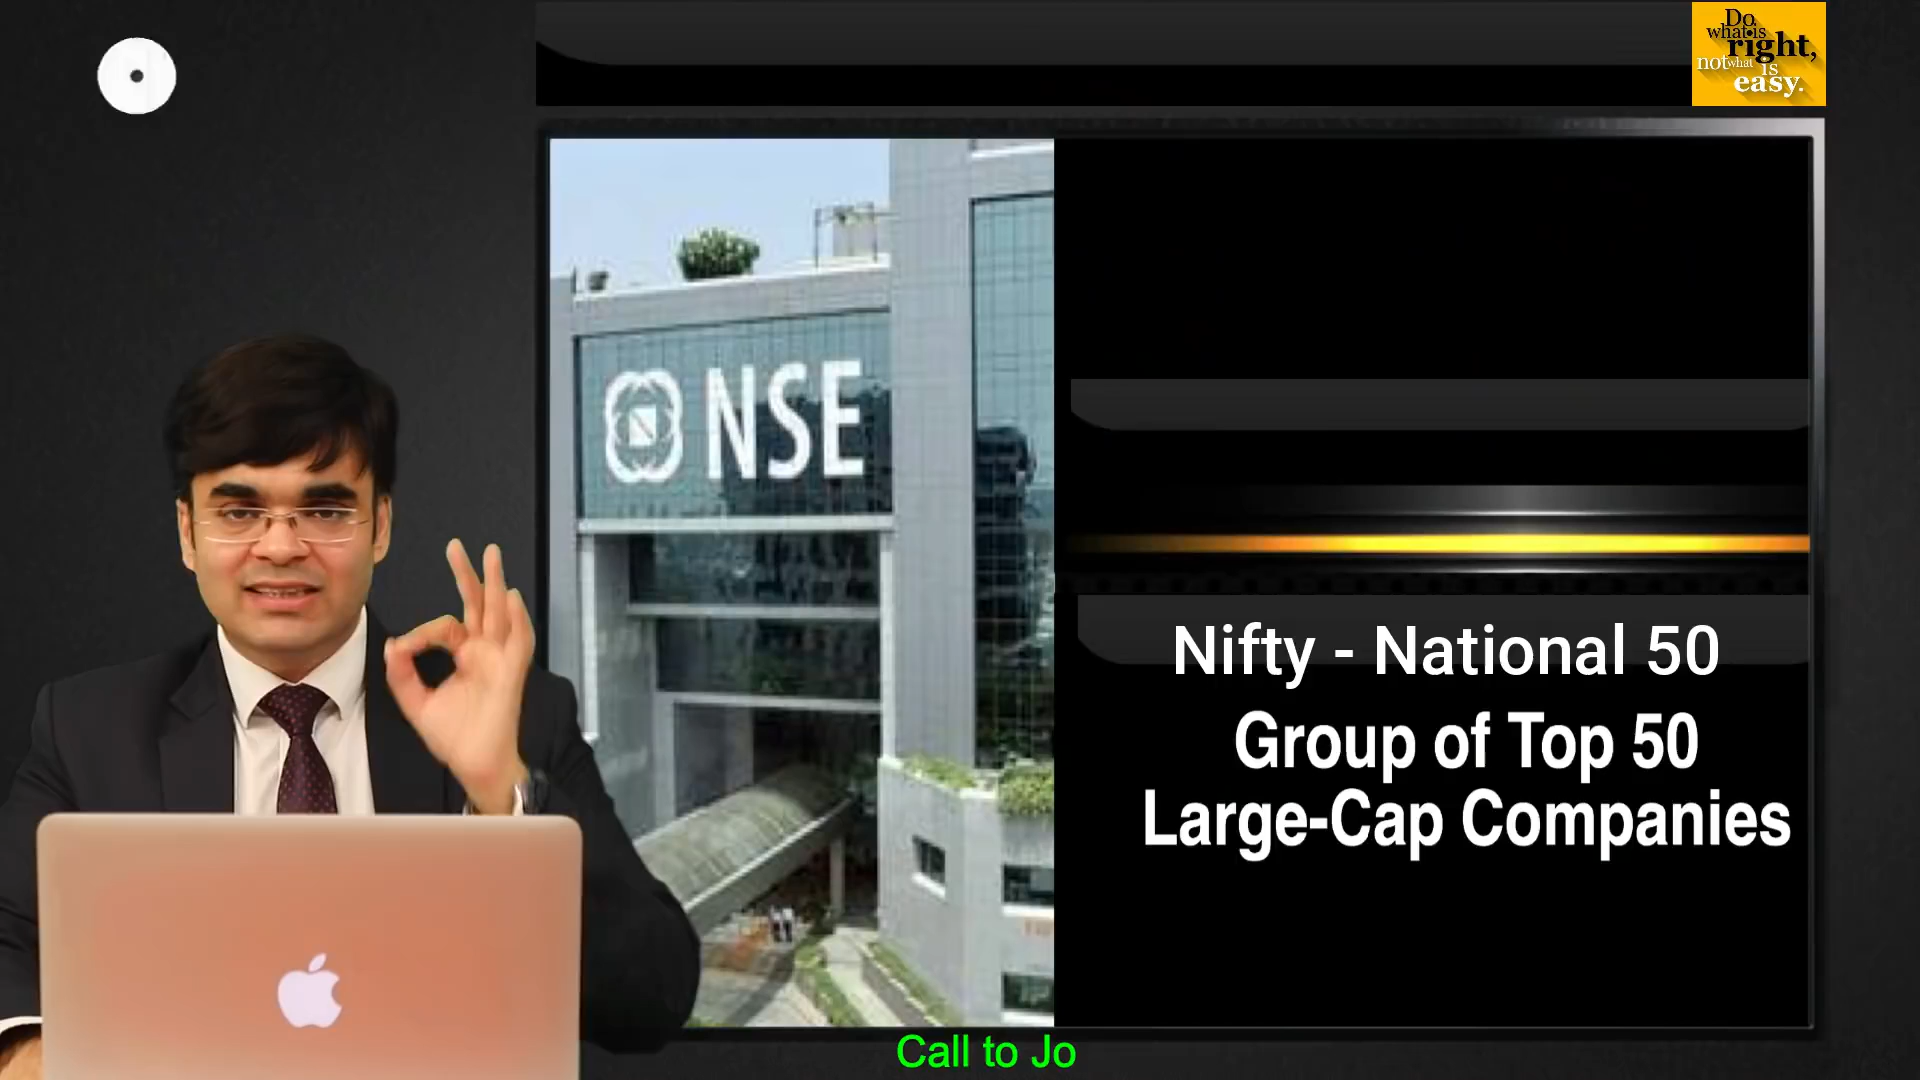 Do
what is
right,
not what is
easy.
NSE
Nifty - National 50
Group of Top 50
Large-Cap Companies
Call to Jo